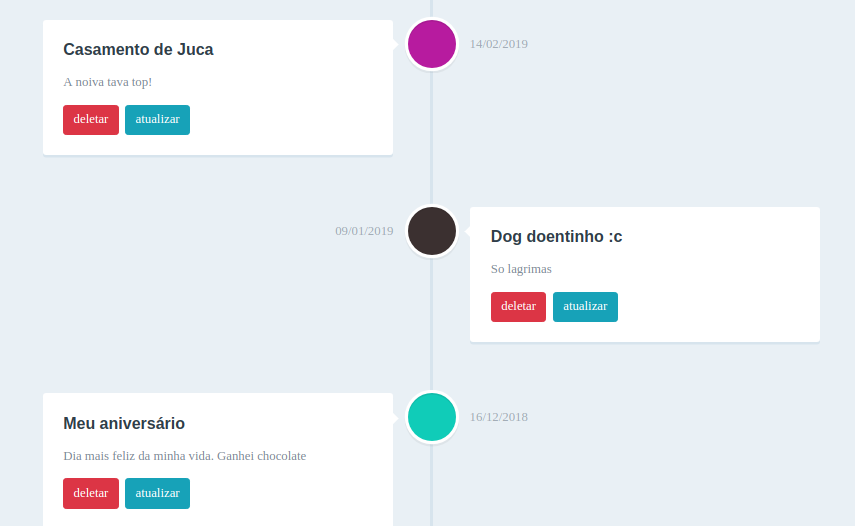 Casamento de Juca
14/02/2019
A noiva tava top!
deletar atualizar
09/01/2019
Dog doentinho :c
So lagrimas
deletar atualizar
Meu aniversário
16/12/2018
Dia mais feliz da minha vida. Ganhei chocolate
deletar atualizar